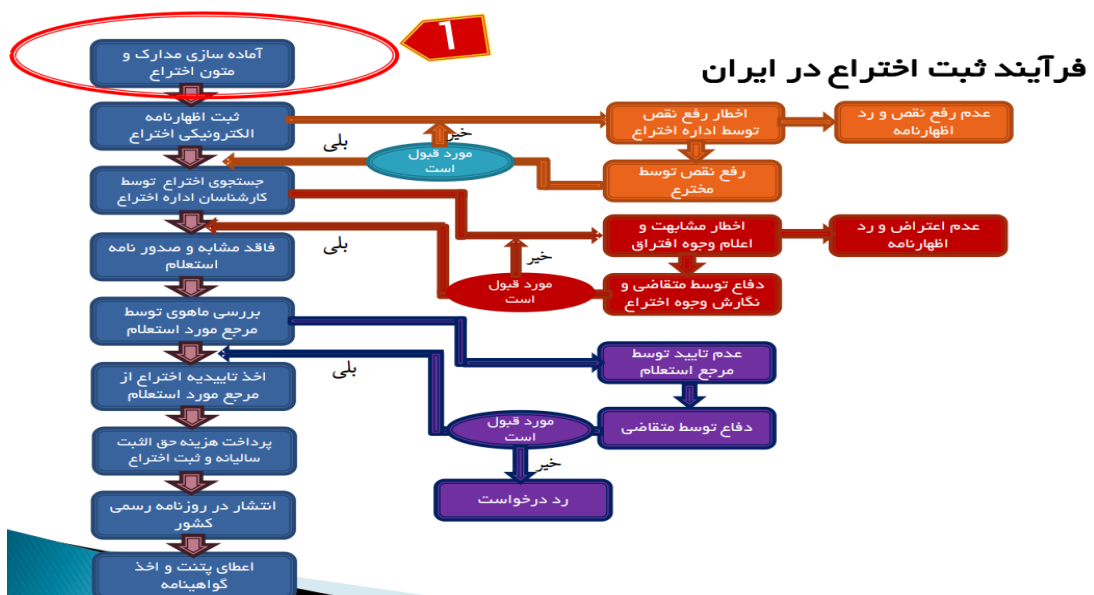 1
فرآیند ثبت اختراع در ایران
آماده سازی مدارک و
متون اختراع
ثبت اظهارنامه
الکترونیکی اختراع
اخطار رفع نقص
توسط اداره اختراع
عدم رفع نقص و رد
اظهارنامه
خیر
بلی
مورد قبول
است
رفع نقص توسط
مخترع
جستجوی اختراع توسط
کارشناسان اداره اختراع
اخطار مشابهت و
اعلام وجوه افتراق
عدم اعتراض و رد
اظهارنامه
فاقد مشابه و صدور نامه
استعلام
بلی
خیر
مورد قبول
است
دفاع توسط متقاضی و
نگارش وجوه اختراع
بررسی ماهوی توسط
مرجع مورد استعلام
عدم تایید توسط
مرجع استعلام
بلی
اخذ تاییدیه اختراع از
مرجع مورد استعلام
مورد قبول
است
دفاع توسط متقاضی
پرداخت هزینه حق الثبت
سالیانه و ثبت اختراع
خیر
رد درخواست
انتشار در روزنامه رسمی
کشور
اعطای پتنت و اخذ
گواهینامه